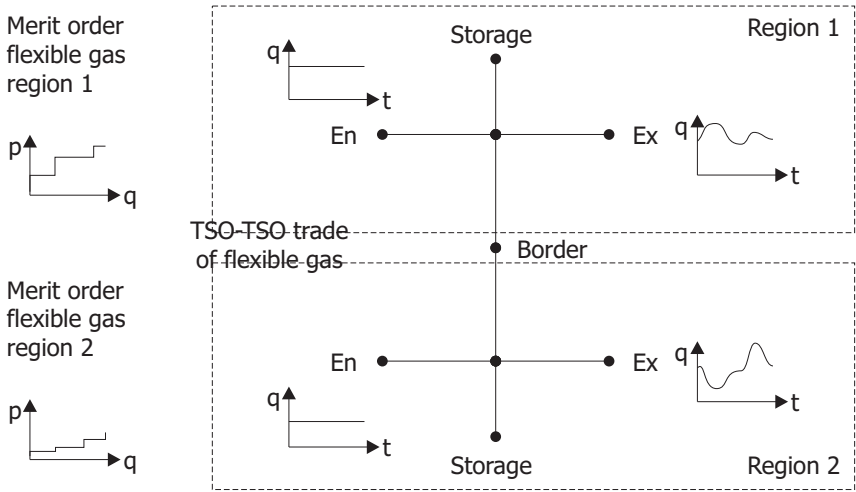 Merit order
flexible gas
region 1
p
q
Region 1
Storage
q
t
En
Ex
q
t
TSO-TSO trade
of flexible gas
Border
Merit order
flexible gas
region 2
p
q
En
Ex
q
t
q
t
Storage
Region 2